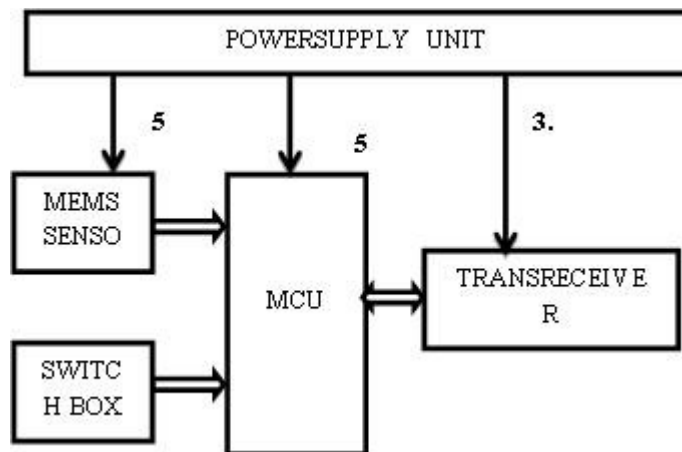 POWERSUPPLY UNIT
5
5
3.
MEMS
SENSO
MCU
TRANSRECEIVE
R
SWITC
H BOX